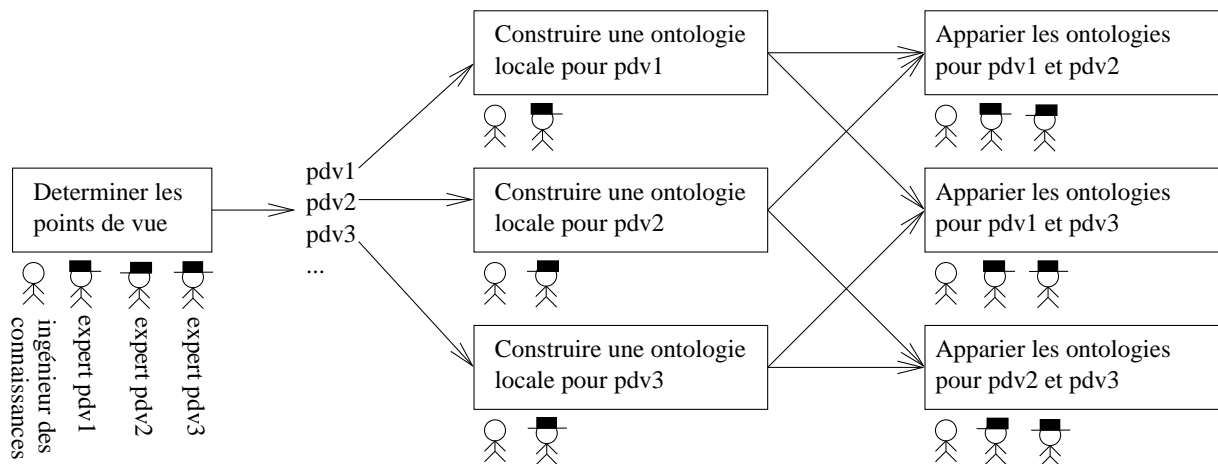 Determiner les
points de vue
ingénieur des
connaissances
expert pdv1
expert pdv2
expert pdv3
pdv1
pdv2
pdv3
...
Construire une ontologie
locale pour pdv1
Construire une ontologie
locale pour pdv2
Construire une ontologie
locale pour pdv3
Apparier les ontologies
pour pdv1 et pdv2
Apparier les ontologies
pour pdv1 et pdv3
Apparier les ontologies
pour pdv2 et pdv3